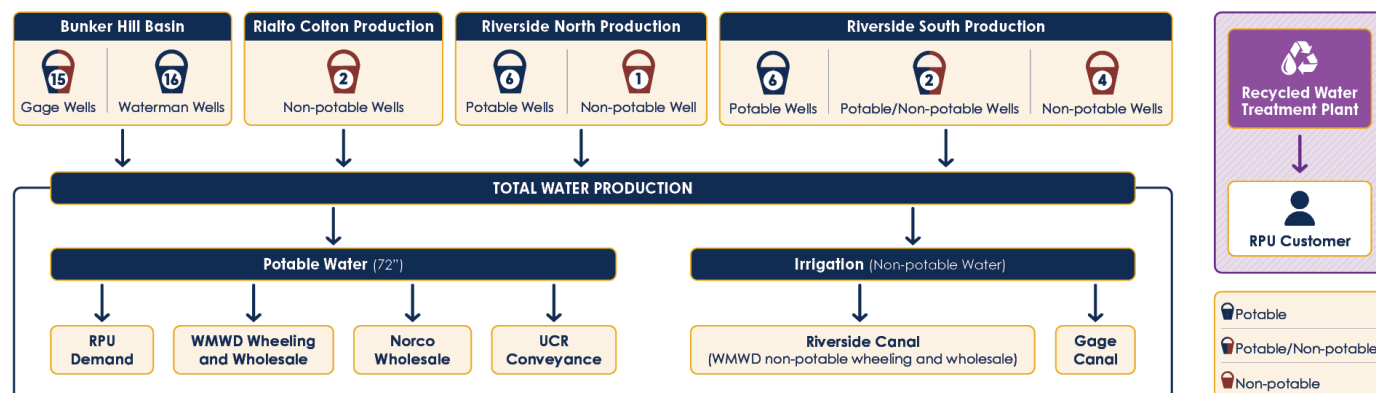 Bunker Hill Basin
15
Gage Wells
16
Waterman Wells
Rialto Colton Production
2
Non-potable Wells
Riverside North Production
6
Potable Wells
1
Non-potable Well
Riverside South Production
6
Potable Wells
2
Potable/Non-potable Wells
4
Non-potable Wells
TOTAL WATER PRODUCTION
Potable Water (72”)
RPU
Demand
WMWD Wheeling
and Wholesale
Norco
Wholesale
UCR
Conveyance
Irrigation (Non-potable Water)
Riverside Canal
(WMWD non-potable wheeling and wholesale)
Gage
Canal
Recycled Water
Treatment Plant
RPU Customer
Potable
Potable/Non-potable
Non-potable